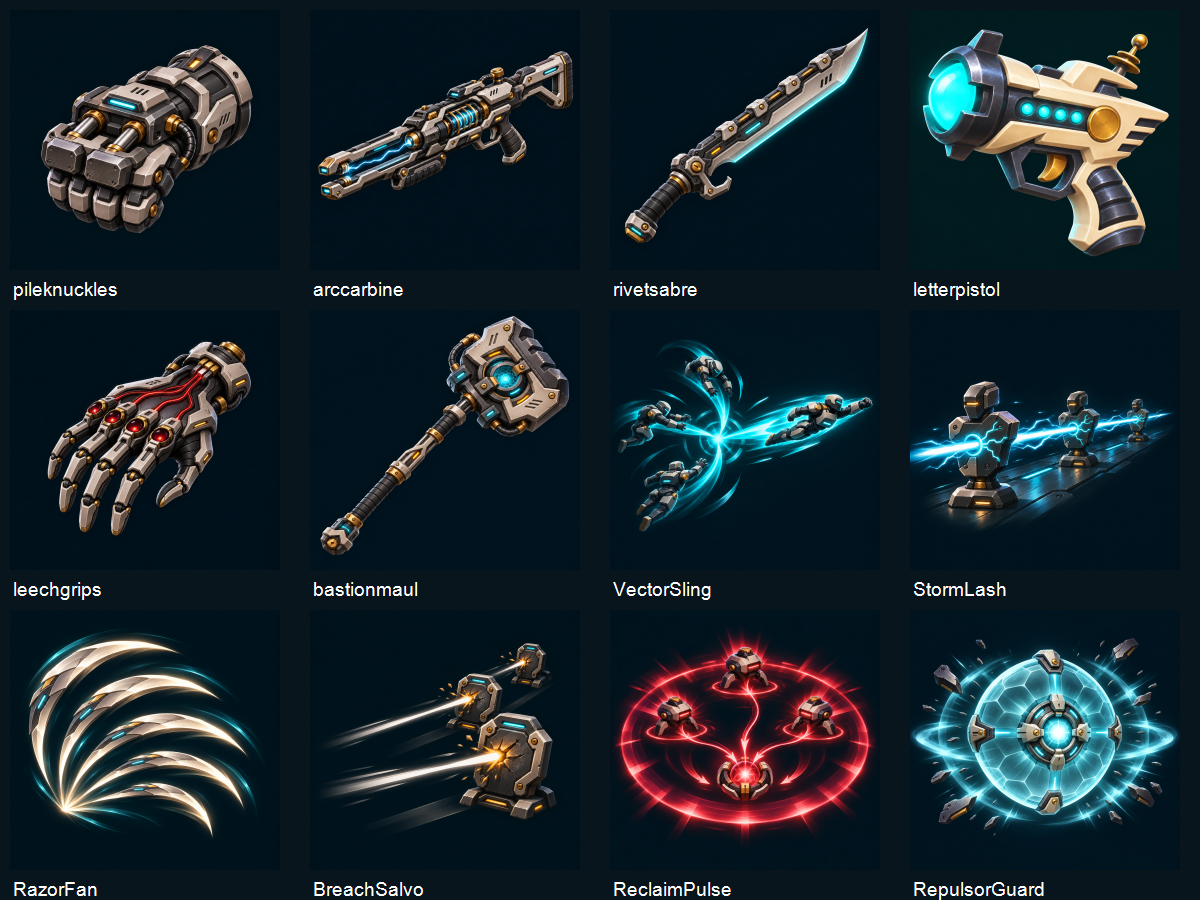 pileknuckles
arccarbine
rivetsabre
letterpistol
leechgrips
bastionmaul
VectorSling
StormLash
RazorFan
BreachSalvo
ReclaimPulse
RepulsorGuard